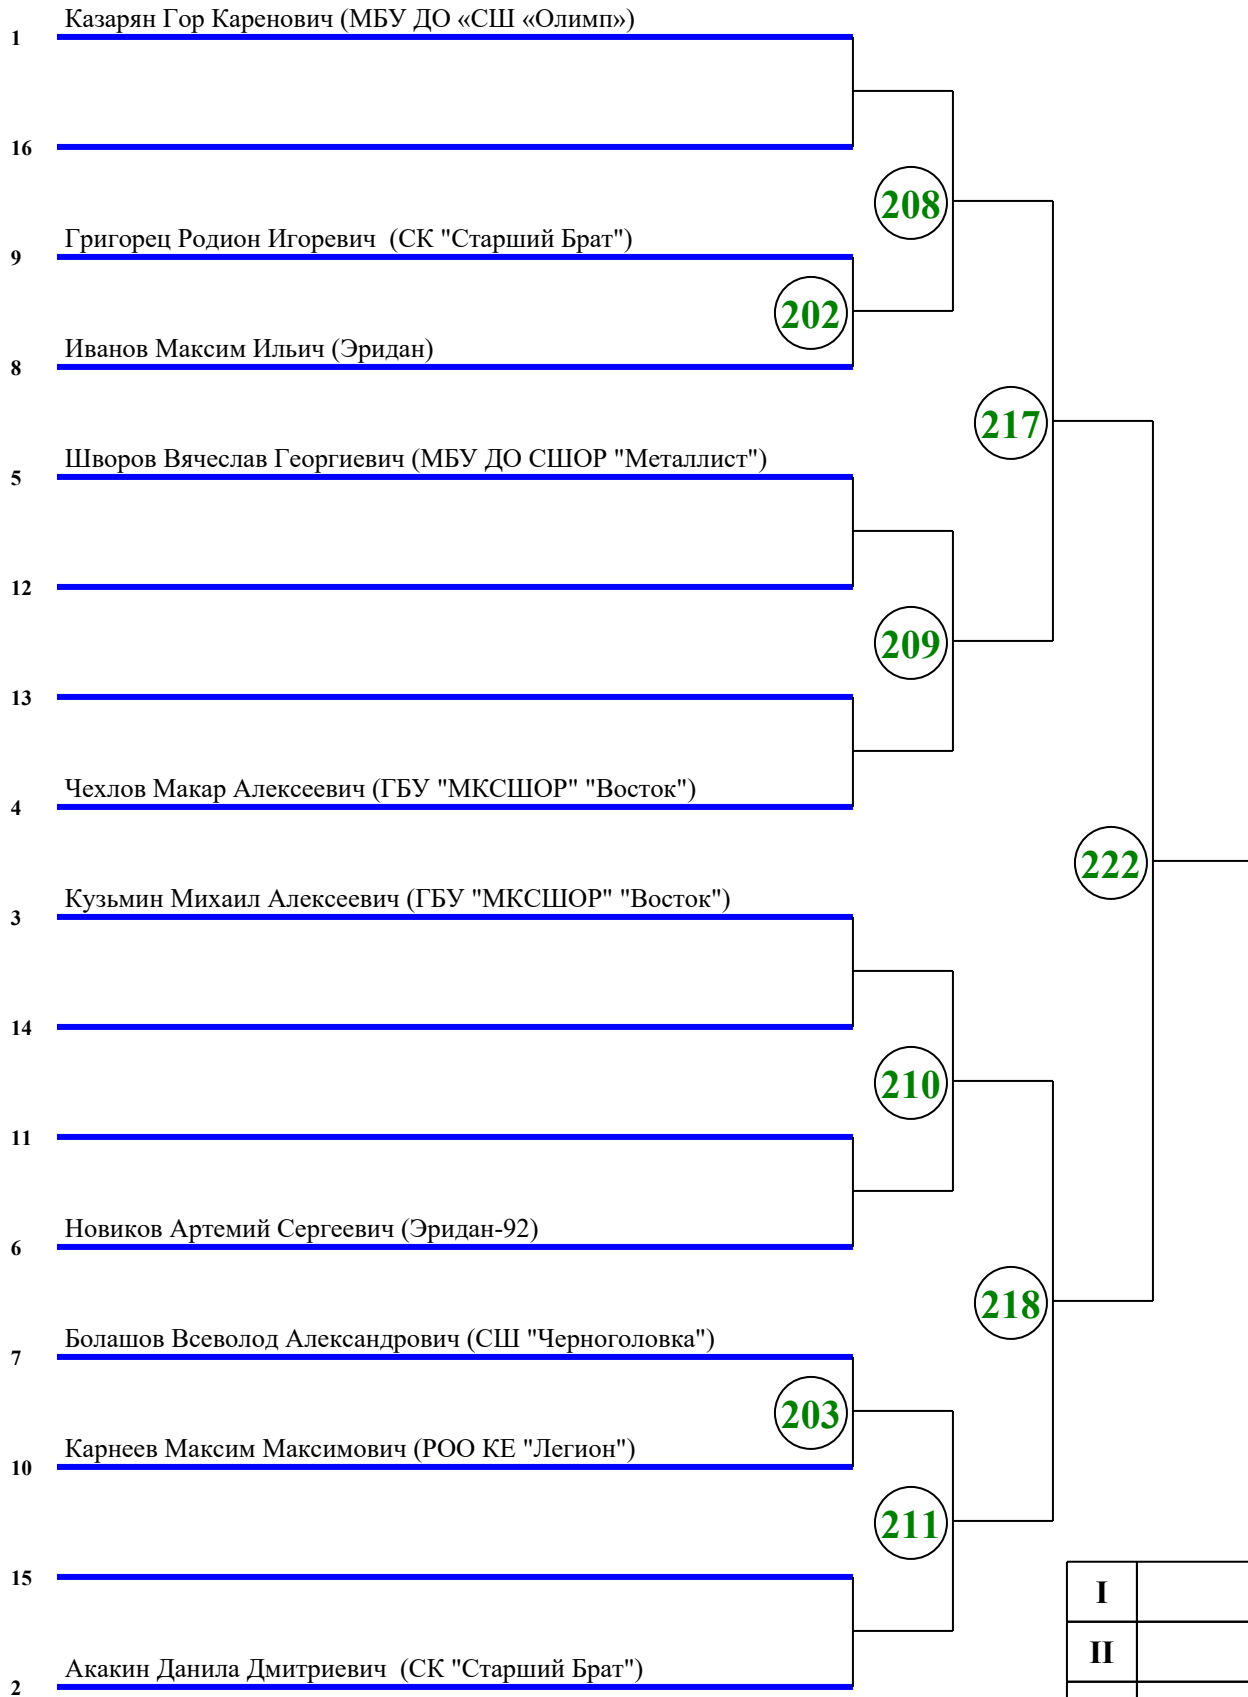 Казарян Гор Каренович (МБУ ДО «СШ «Олимп»)
1
16
208
Григорец Родион Игоревич (СК "Старший Брат")
9
202
Иванов Максим Ильич (Эридан)
8
217
Шворов Вячеслав Георгиевич (МБУ ДО СШОР "Металлист")
5
12
209
13
Чехлов Макар Алексеевич (ГБУ "МКСШОР" "Восток")
4
222
Кузьмин Михаил Алексеевич (ГБУ "МКСШОР" "Восток")
3
14
210
11
Новиков Артемий Сергеевич (Эридан-92)
6
218
Болашов Всеволод Александрович (СШ "Черноголовка")
7
203
Карнеев Максим Максимович (РОО КЕ "Легион")
10
211
15
I
II
Акакин Данила Дмитриевич (СК "Старший Брат")
2